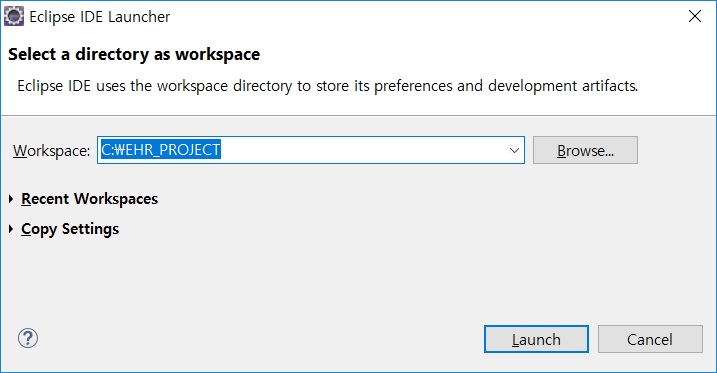 Eclipse IDE Launcher
Select a directory as workspace
Eclipse IDE uses the workspace directory to store its preferences and development artifacts.
Workspace: C:₩EHR_PROJECT Browse...
Recent Workspaces
Copy Settings
? Launch Cancel